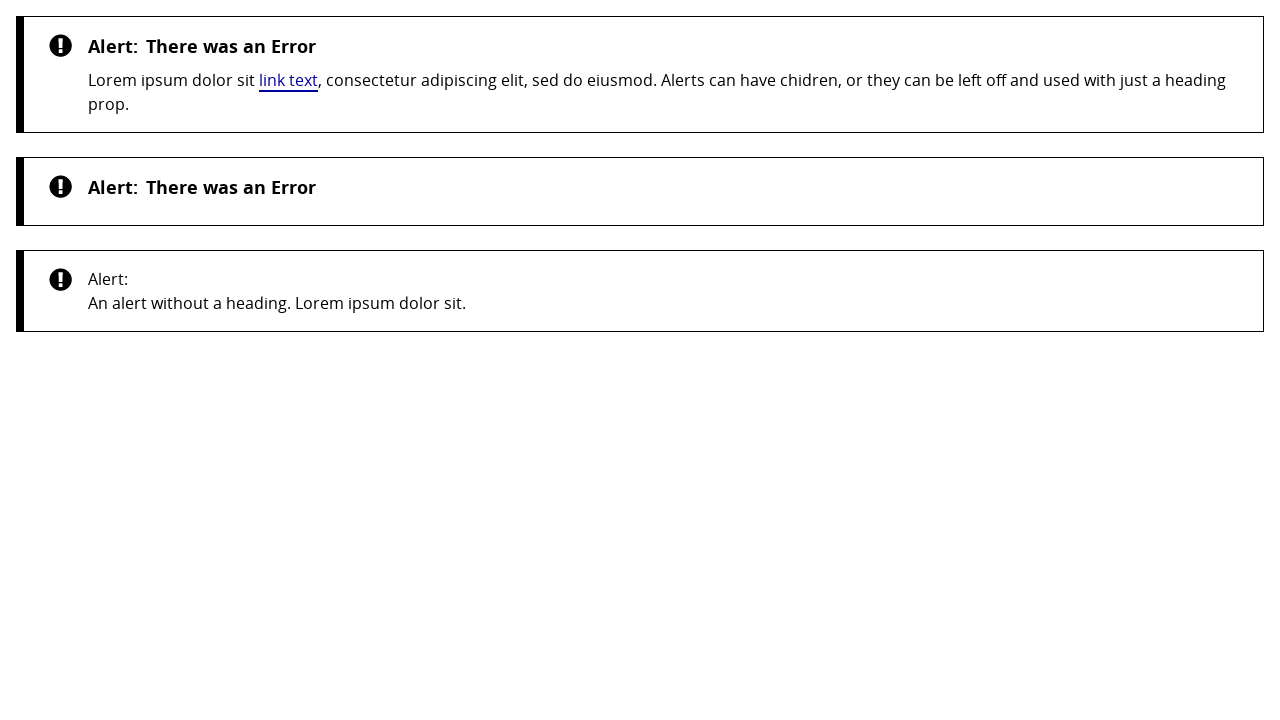 Alert: There was an Error
Lorem ipsum dolor sit link text, consectetur adipiscing elit, sed do eiusmod. Alerts can have chidren, or they can be left off and used with just a heading
prop.
Alert: There was an Error
Alert:
An alert without a heading. Lorem ipsum dolor sit.